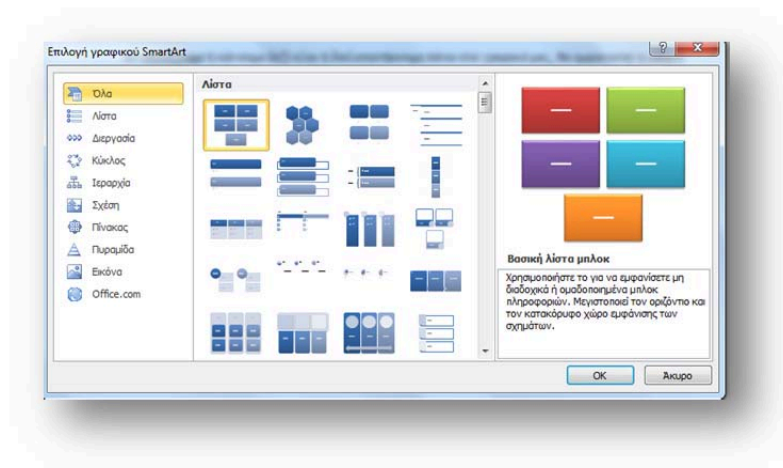 Επιλογή γραφικού SmartArt
Όλα
Λίστα
Διεργασία
Κύκλος
Ιεραρχία
Σχέση
Πίνακας
Πυραμίδα
Εικόνα
Office.com
Λίστα
Βασική λίστα μπλοκ
Χρησιμοποιήστε το για να εμφανίσετε μη
διαδοχικά ή ομαδοποιημένα μπλοκ
πληροφοριών. Μεγιστοποιεί τον οριζόντιο και
τον κατακόρυφο χώρο εμφάνισης των
σχημάτων.
OK
Άκυρο